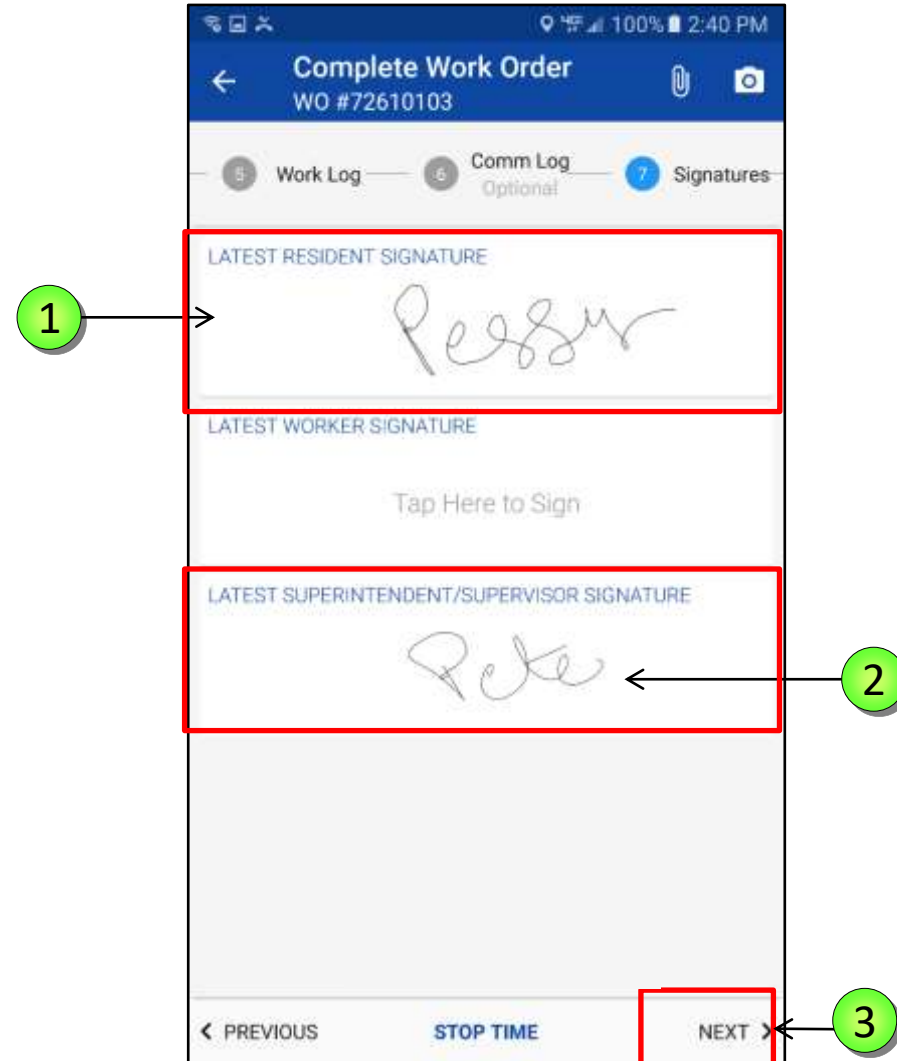 100% 2:40 PM
Complete Work Order
WO #72610103
5 Work Log 6 Comm Log 7 Signatures
Optional
LATEST RESIDENT SIGNATURE
1
LATEST WORKER SIGNATURE
Tap Here to Sign
LATEST SUPERINTENDENT/SUPERVISOR SIGNATURE
Pete
2
< PREVIOUS STOP TIME NEXT >
3